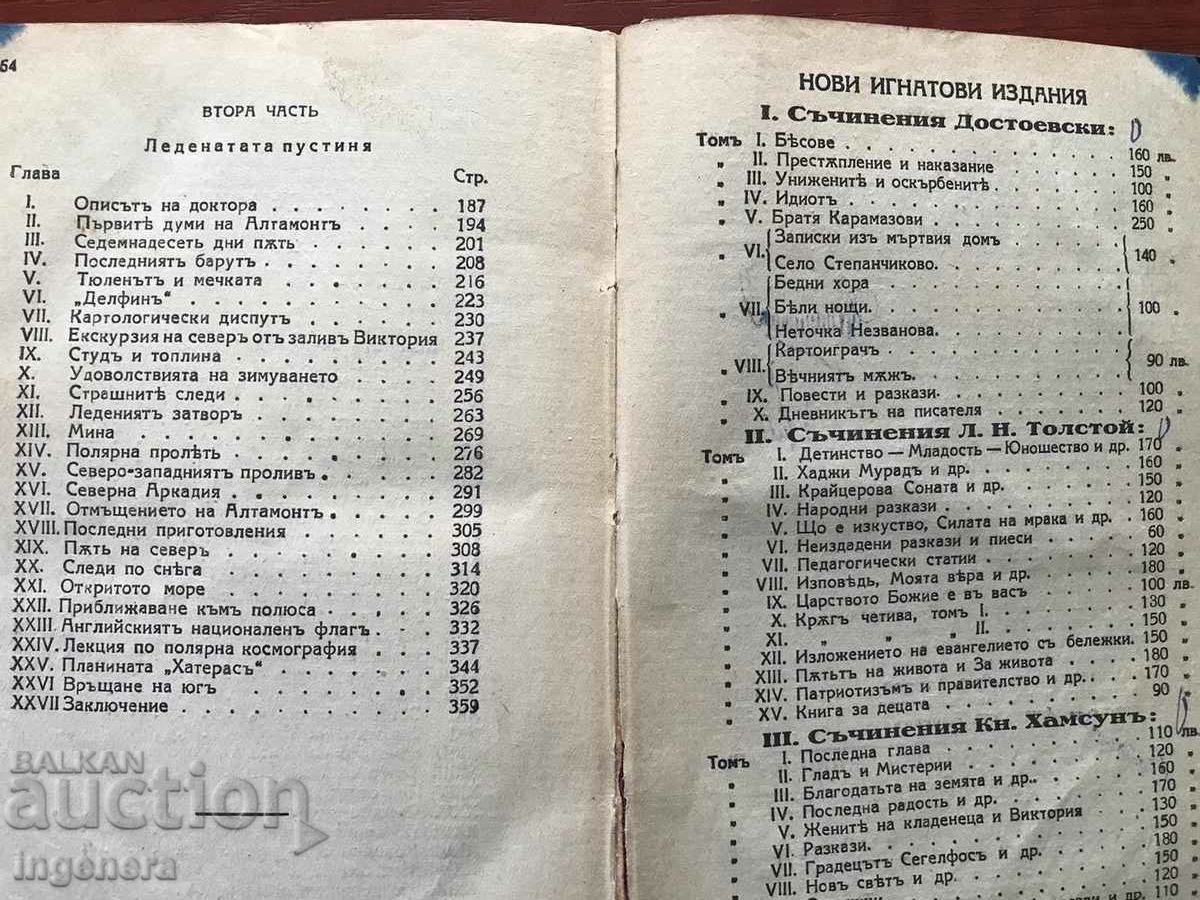 64
ВТОРА ЧАСТЬ
Ледената пустиня
Глава Стр.
I. Описътъ на доктора 187
II. Първитѣ думи на Алтамонтъ 194
III. Седемнадесеть дни пѫть 201
IV. Последниятъ барутъ 208
V. Тюленътъ и мечката 216
VI. „Делфинъ“ 223
VII. Картологически диспутъ 230
VIII. Екскурзия на северъ отъ заливъ Виктория 237
IX. Студъ и топлина 243
X. Удоволствията на зимуването 249
XI. Страшнитѣ следи 256
XII. Ледениятъ затворъ 263
XIII. Мина 269
XIV. Полярна пролѣть 276
XV. Северо-западниятъ проливъ 282
XVI. Северна Аркадия 291
XVII. Отмъщението на Алтамонтъ 299
XVIII. Последни приготовления 305
XIX. Пѫть на северъ 308
XX. Следи по снѣга 314
XXI. Откритото море 320
XXII. Приближаване къмъ полюса 326
XXIII. Английскиятъ националенъ флагъ 332
XXIV. Лекция по полярна космография 337
XXV. Планината „Хатерасъ“ 344
XXVI Връщане на югъ 352
XXVII Заключение 359
BALKAN
auction
ingenera
НОВИ ИГНАТОВИ ИЗДАНИЯ
I. Съчинения Достоевски:
Томъ I. Бѣсове 160 лв.
„ II. Престѫпление и наказание 150 „
„ III. Униженитѣ и оскърбенитѣ 100 „
„ IV. Идиотъ 160 „
„ V. Братя Карамазови 250 „
„ VI. Записки изъ мъртвия домъ
Село Степанчиково 140 „
„ VII. Бедни хора
Бѣли нощи 100 „
Неточка Незванова
„ VIII. Картоиграчъ
Вѣчниятъ мѫжъ 90 лв.
„ IX. Повести и разкази 100 „
„ X. Дневникътъ на писателя 120 „
II. Съчинения Л. Н. Толстой:
Томъ I. Детинство — Младость — Юношество и др. 170 „
„ II. Хаджи Мурадъ и др. 160 „
„ III. Крайцерова Соната и др. 150 „
„ IV. Народни разкази 120 „
„ V. Що е изкуство, Силата на мрака и др. 160 „
„ VI. Неиздадени разкази и пиеси 60 „
„ VII. Педагогически статии 120 „
„ VIII. Изповѣдь, Моята вѣра и др. 180 „
„ IX. Царството Божие е въ васъ 100 лв.
„ X. Крѫгъ четива, томъ I. 130 „
„ XI. „ „ „ II. 150 „
„ XII. Изложението на евангелието съ бележки 150 „
„ XIII. Пѫтьтъ на живота и За живота 180 „
„ XIV. Патриотизъмъ и правителство и др. 170 „
„ XV. Книга за децата 90 „
III. Съчинения Кн. Хамсунъ:
Томъ I. Последна глава 110 лв.
„ II. Гладъ и Мистерии 120 „
„ III. Благодатьта на земята и др. 160 „
„ IV. Последна радость и др. 170 „
„ V. Женитѣ на кладенеца и Виктория 130 „
„ VI. Разкази 150 „
„ VII. Градецътъ Сегелфосъ и др. 180 „
„ VIII. Новъ свѣтъ и др. 150 „
120 „
110